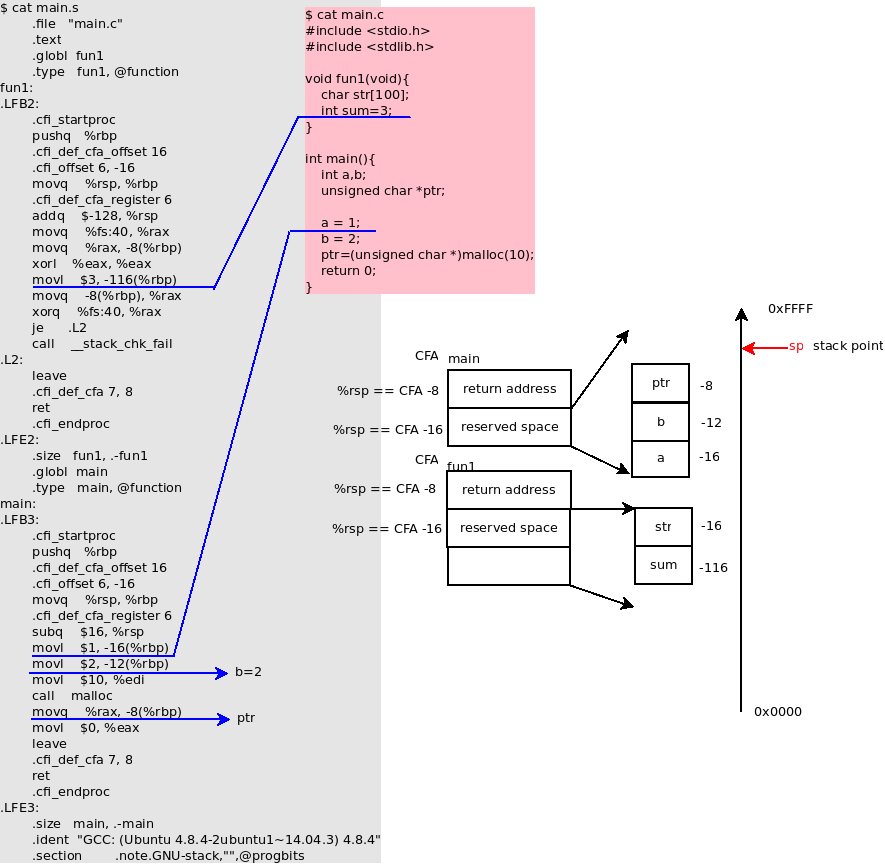 $ cat main.s
.file "main.c"
.text
.globl fun1
.type fun1, @function
fun1:
.LFB2:
.cfi_startproc
pushq %rbp
.cfi_def_cfa_offset 16
.cfi_offset 6, -16
movq %rsp, %rbp
.cfi_def_cfa_register 6
addq $-128, %rsp
movq %fs:40, %rax
movq %rax, -8(%rbp)
xorl %eax, %eax
movl $3, -116(%rbp)
movq -8(%rbp), %rax
xorq %fs:40, %rax
je .L2
call __stack_chk_fail
.L2:
leave
.cfi_def_cfa 7, 8
ret
.cfi_endproc
.LFE2:
.size fun1, .-fun1
.globl main
.type main, @function
main:
.LFB3:
.cfi_startproc
pushq %rbp
.cfi_def_cfa_offset 16
.cfi_offset 6, -16
movq %rsp, %rbp
.cfi_def_cfa_register 6
subq $16, %rsp
movl $1, -16(%rbp)
movl $2, -12(%rbp)
movl $10, %edi
call malloc
movq %rax, -8(%rbp)
movl $0, %eax
leave
.cfi_def_cfa 7, 8
ret
.cfi_endproc
.LFE3:
.size main, .-main
.ident "GCC: (Ubuntu 4.8.4-2ubuntu1~14.04.3) 4.8.4"
.section .note.GNU-stack,"",@progbits
b=2
ptr
$ cat main.c
#include <stdio.h>
#include <stdlib.h>
void fun1(void){
char str[100];
int sum=3;
}
int main(){
int a,b;
unsigned char *ptr;
a = 1;
b = 2;
ptr=(unsigned char *)malloc(10);
return 0;
}
CFA main
%rsp == CFA -8 return address
%rsp == CFA -16 reserved space
CFA fun1
%rsp == CFA -8 return address
%rsp == CFA -16 reserved space
ptr -8
b -12
a -16
str -16
sum -116
0xFFFF
sp stack point
0x0000